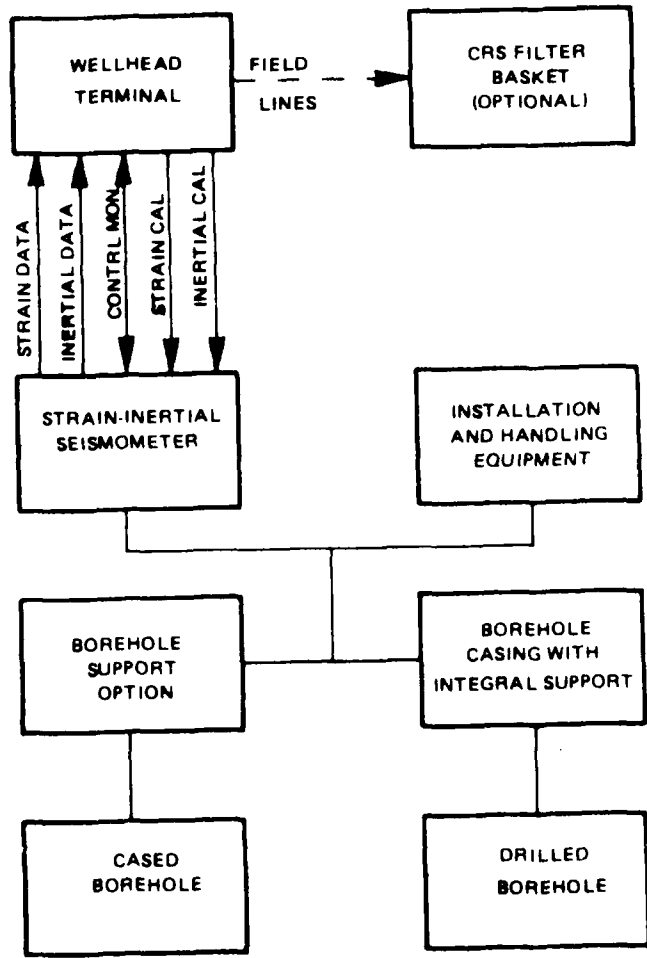 WELLHEAD
TERMINAL
FIELD
LINES
CRS FILTER
BASKET
(OPTIONAL)
STRAIN DATA
INERTIAL DATA
CONTRL MON.
STRAIN CAL
INERTIAL CAL
STRAIN-INERTIAL
SEISMOMETER
INSTALLATION
AND HANDLING
EQUIPMENT
BOREHOLE
SUPPORT
OPTION
BOREHOLE
CASING WITH
INTEGRAL SUPPORT
CASED
BOREHOLE
DRILLED
BOREHOLE